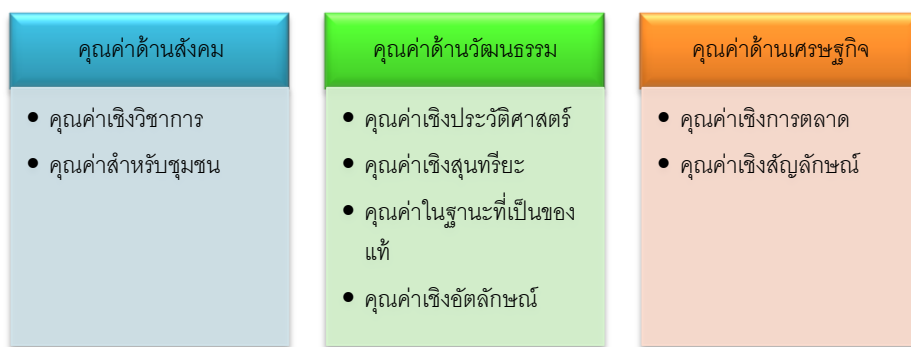 คุณค่าด้านสังคม
• คุณค่าเชิงวิชาการ
• คุณค่าสำหรับชุมชน
คุณค่าด้านวัฒนธรรม
• คุณค่าเชิงประวัติศาสตร์
• คุณค่าเชิงสุนทรียะ
• คุณค่าในฐานะที่เป็นของ
แท้
• คุณค่าเชิงอัตลักษณ์
คุณค่าด้านเศรษฐกิจ
• คุณค่าเชิงการตลาด
• คุณค่าเชิงสัญลักษณ์